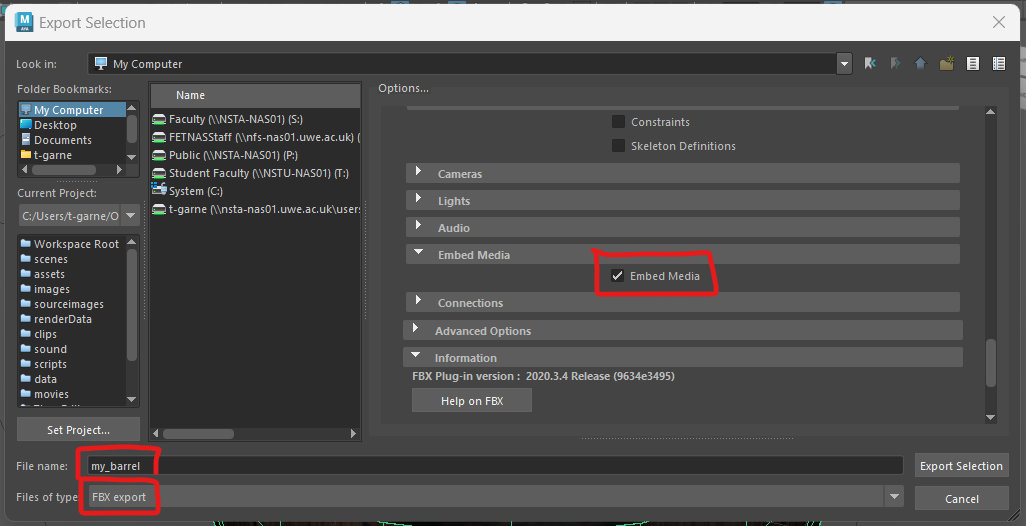 M
AYA
Export Selection
Look in:
My Computer
Folder Bookmarks:
My Computer
Desktop
Documents
t-garne
Current Project:
C:/Users/t-garne/O
Workspace Root
scenes
assets
images
sourceimages
renderData
clips
sound
scripts
data
movies
Set Project...
Name
Faculty (\\NSTA-NAS01) (S:)
FETNASStaff (\\nfs-nas01.uwe.ac.uk) (
Public (\\NSTA-NAS01) (P:)
Student Faculty (\\NSTU-NAS01) (T:)
System (C:)
t-garne (\\nsta-nas01.uwe.ac.uk\users
Options...
Constraints
Skeleton Definitions
Cameras
Lights
Audio
Embed Media
Embed Media
Connections
Advanced Options
Information
FBX Plug-in version : 2020.3.4 Release (9634e3495)
Help on FBX
File name:
my_barrel
Export Selection
Files of type
FBX export
Cancel